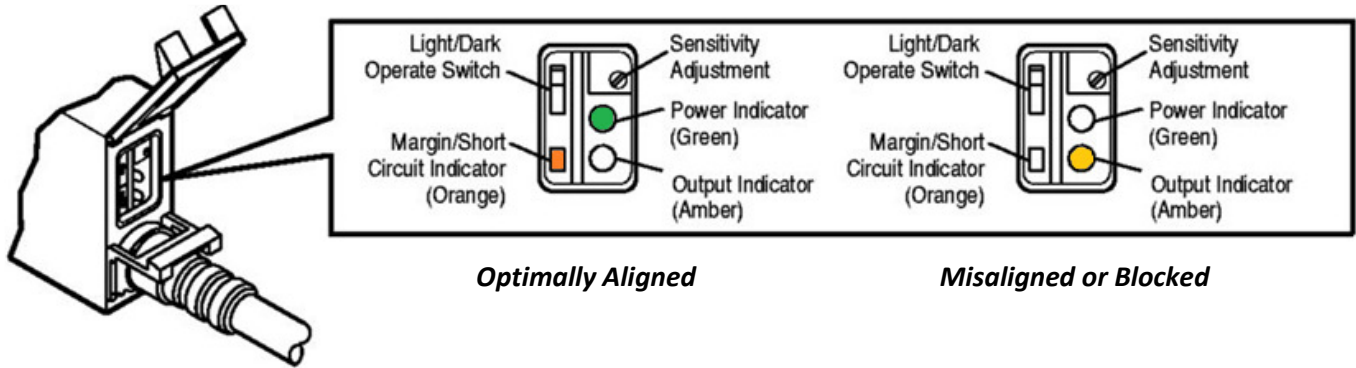 Light/Dark
Operate Switch
Sensitivity
Adjustment
Power Indicator
(Green)
Margin/Short
Circuit Indicator
(Orange)
Output Indicator
(Amber)
Light/Dark
Operate Switch
Sensitivity
Adjustment
Power Indicator
(Green)
Margin/Short
Circuit Indicator
(Orange)
Output Indicator
(Amber)
Optimally Aligned
Misaligned or Blocked